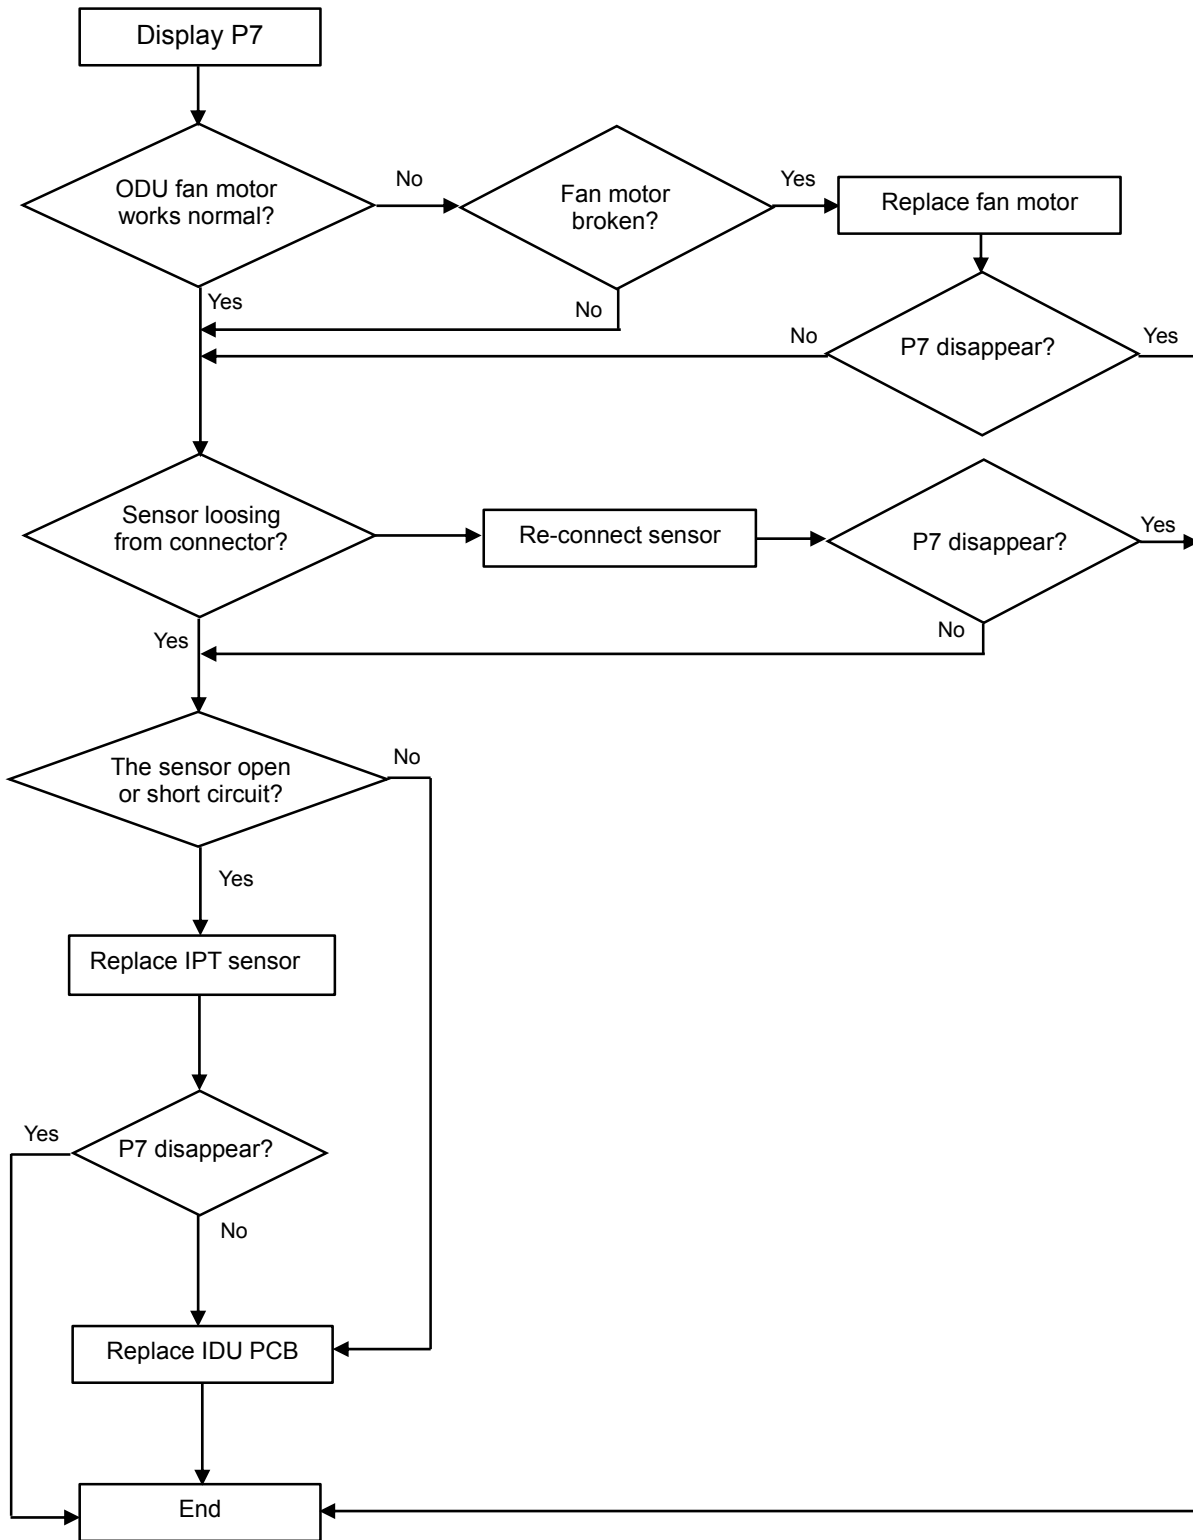 Display P7
ODU fan motor
works normal?
No
Fan motor
broken?
Yes
Replace fan motor
Yes
No
No
P7 disappear?
Yes
Sensor loosing
from connector?
Re-connect sensor
P7 disappear?
Yes
Yes
No
The sensor open
or short circuit?
No
Yes
Replace IPT sensor
Yes
P7 disappear?
No
Replace IDU PCB
End